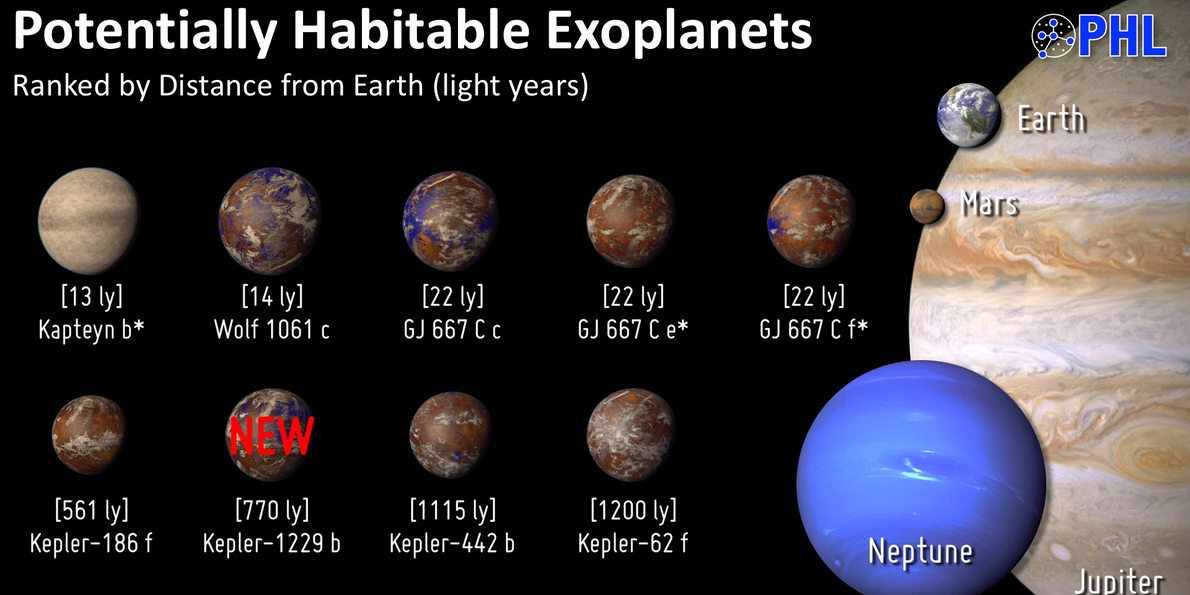 Potentially Habitable Exoplanets
Ranked by Distance from Earth (light years)
PHL
Earth
Mars
[13 ly]
Kapteyn b*
[14 ly]
Wolf 1061 c
[22 ly]
GJ 667 C c
[22 ly]
GJ 667 C e*
[22 ly]
GJ 667 C f*
[561 ly]
Kepler-186 f
NEW
[770 ly]
Kepler-1229 b
[1115 ly]
Kepler-442 b
[1200 ly]
Kepler-62 f
Neptune
Jupiter